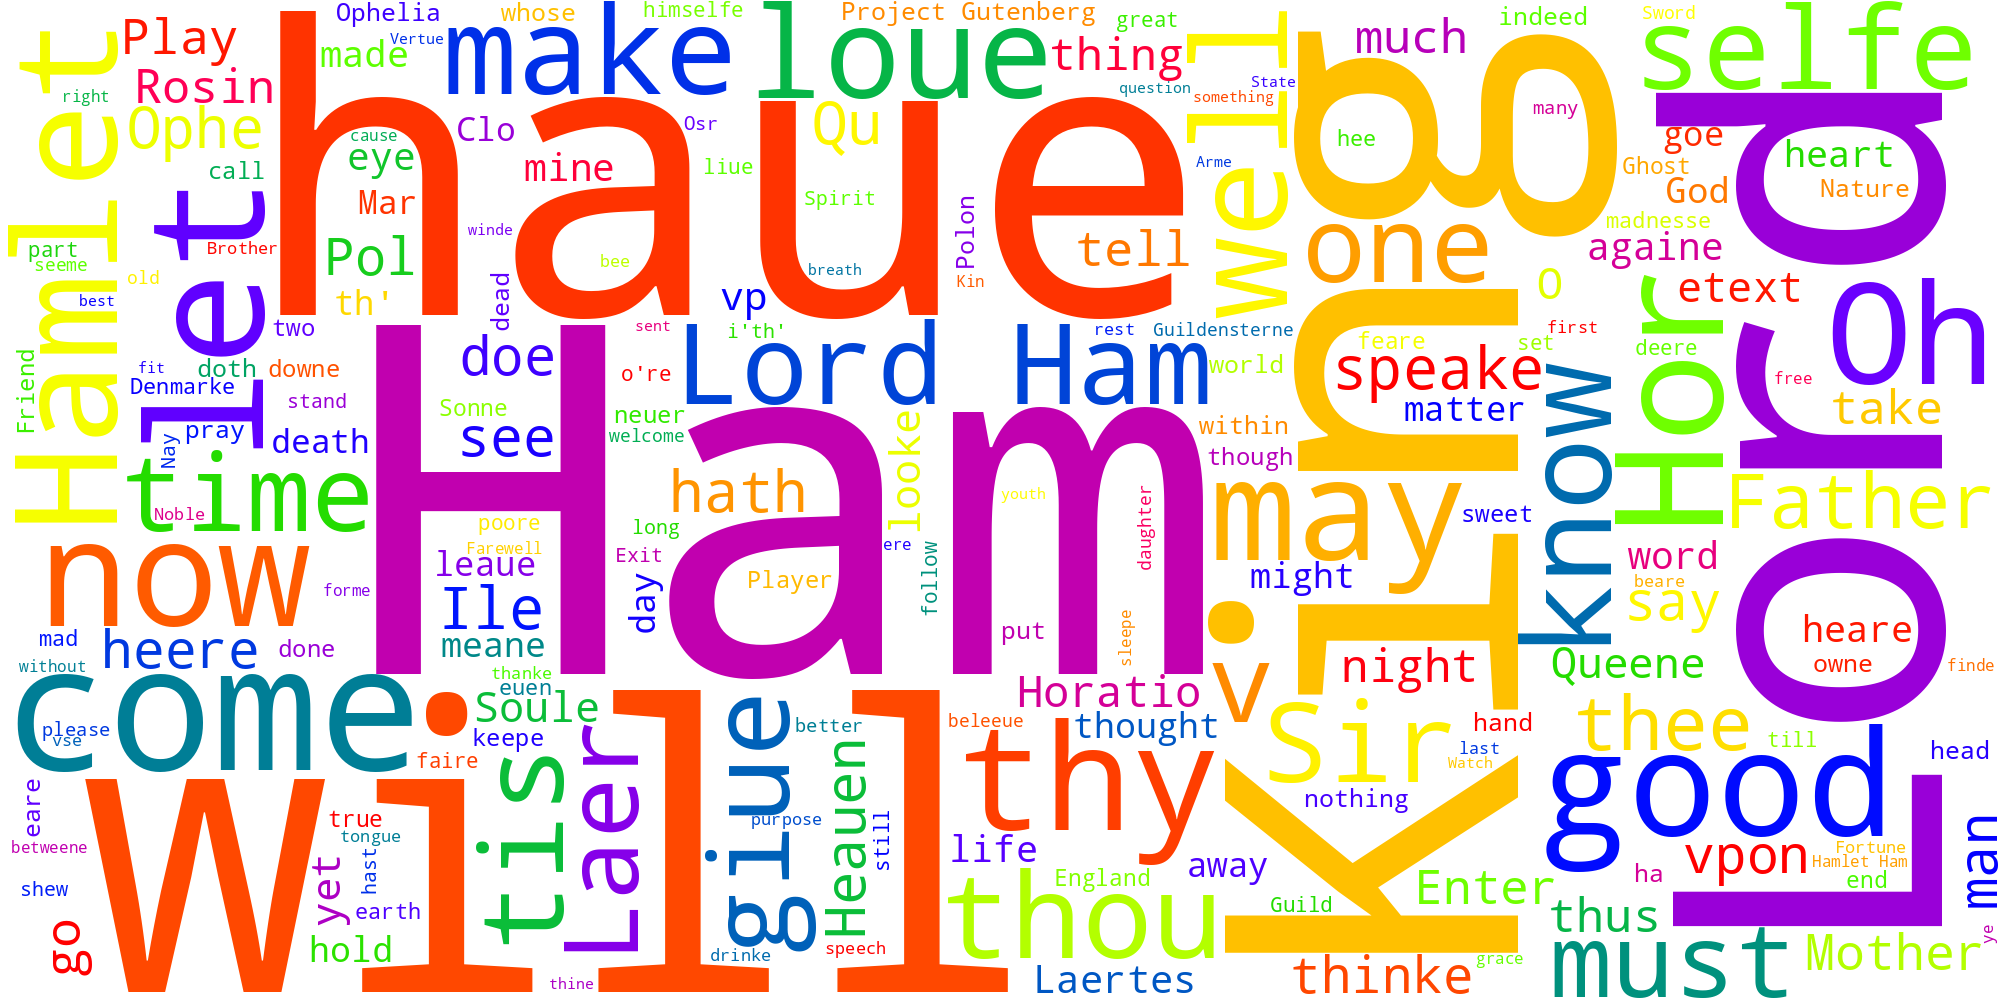 Hamlet
Play
Rosin
right
Ophe
call
let
Brother
part
seeme
old
best
Friend
fit
Denmarke
doth
downe
two
stand
pray
Nay
death
time
Noble
now
forme
mad
without
heere
done
come
please
vse
eare
betweene
shew
go
Will
true
tongue
yet
hast
earth
hold
haue
Ophelia
made
Vertue
whose
himselfe
make
loue
Project Gutenberg
great
thing
question
State
something
cause
eye
Clo
Osr
mine
Qu
liue
Mar
Spirit
Pol
winde
th'
bee
breath
Polon
Kin
tell
Arme
well
dead
vp
sent
i'th'
rest
Guildensterne
Lord Ham
doe
o're
Sonne
neuer
welcome
see
world
looke
within
though
hath
youth
Ham
poore
Farewell
long
leaue
Exit
ere
Ile
day
Player
follow
daughter
meane
put
sleepe
thanke
euen
Soule
keepe
faire
Horatio
better
beleeue
thought
tis
Laer
giue
Heauen
purpose
still
speech
drinke
thine
thy
life
thou
England
away
Laertes
King
much
indeed
hee
many
one
feare
speake
matter
may
sweet
might
vi
night
Sir
hand
last
Watch
nothing
Enter
Guild
thinke
grace
Sword
selfe
goe
heart
Ghost
God
Nature
madnesse
againe
O
etext
first
set
deere
Oh
free
Hor
know
take
Father
word
beare
say
heare
owne
finde
Queene
thee
till
head
Lord
good
Fortune
Hamlet Ham
vpon
ha
end
man
thus
must
Mother
ye